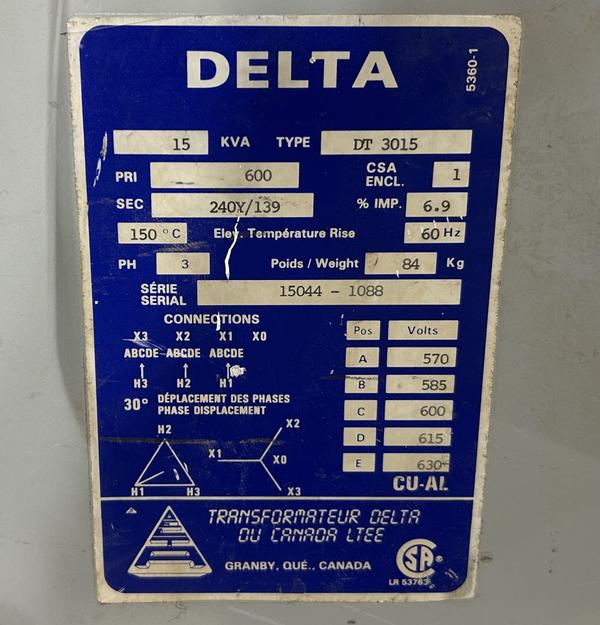 DELTA
5360-1
15 KVA TYPE DT 3015
PRI 600 CSA ENCL. 1
SEC 240Y/139 % IMP. 6.9
150 °C Elev. Température Rise 60 Hz
PH 3 Poids / Weight 84 Kg
SÉRIE
SERIAL 15044 - 1088
CONNECTIONS
X3 X2 X1 X0
ABCDE ABCDE ABCDE
H3 H2 H1
30° DÉPLACEMENT DES PHASES
PHASE DISPLACEMENT
H2
H1 H3
X2
X1 X0
X3
Pos Volts
A 570
B 585
C 600
D 615
E 630
CU-AL
TRANSFORMATEUR DELTA
DU CANADA LTEE
GRANBY, QUÉ., CANADA
CSA ®
LR 53763